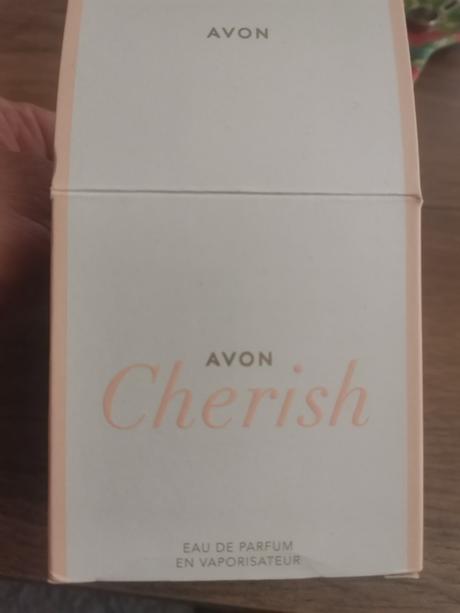 AVON
AVON
Cherish
EAU DE PARFUM
EN VAPORISATEUR